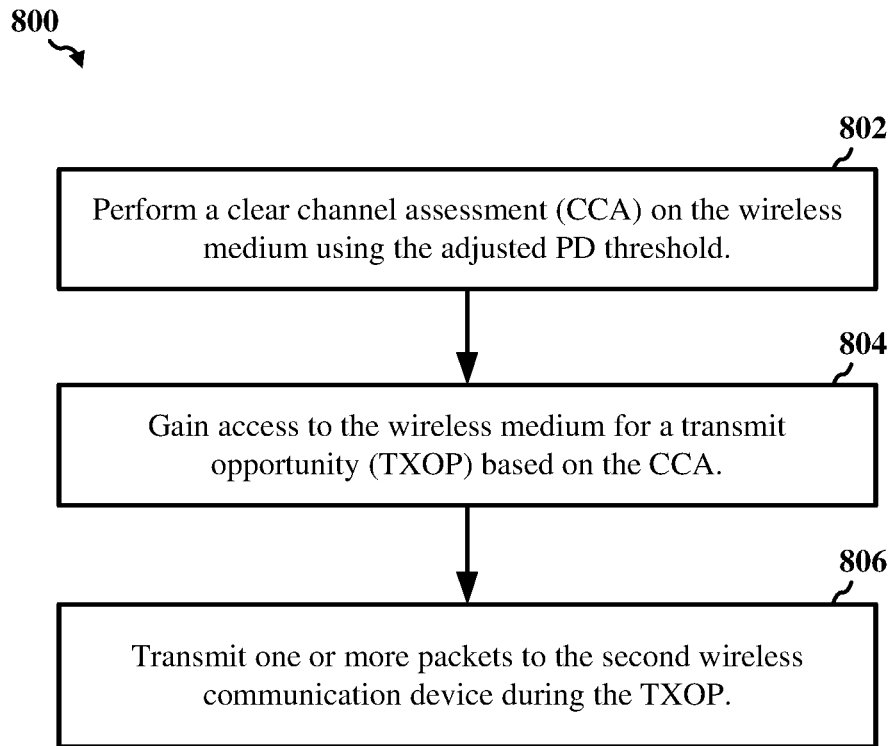 800
802
Perform a clear channel assessment (CCA) on the wireless
medium using the adjusted PD threshold.
804
Gain access to the wireless medium for a transmit
opportunity (TXOP) based on the CCA.
806
Transmit one or more packets to the second wireless
communication device during the TXOP.